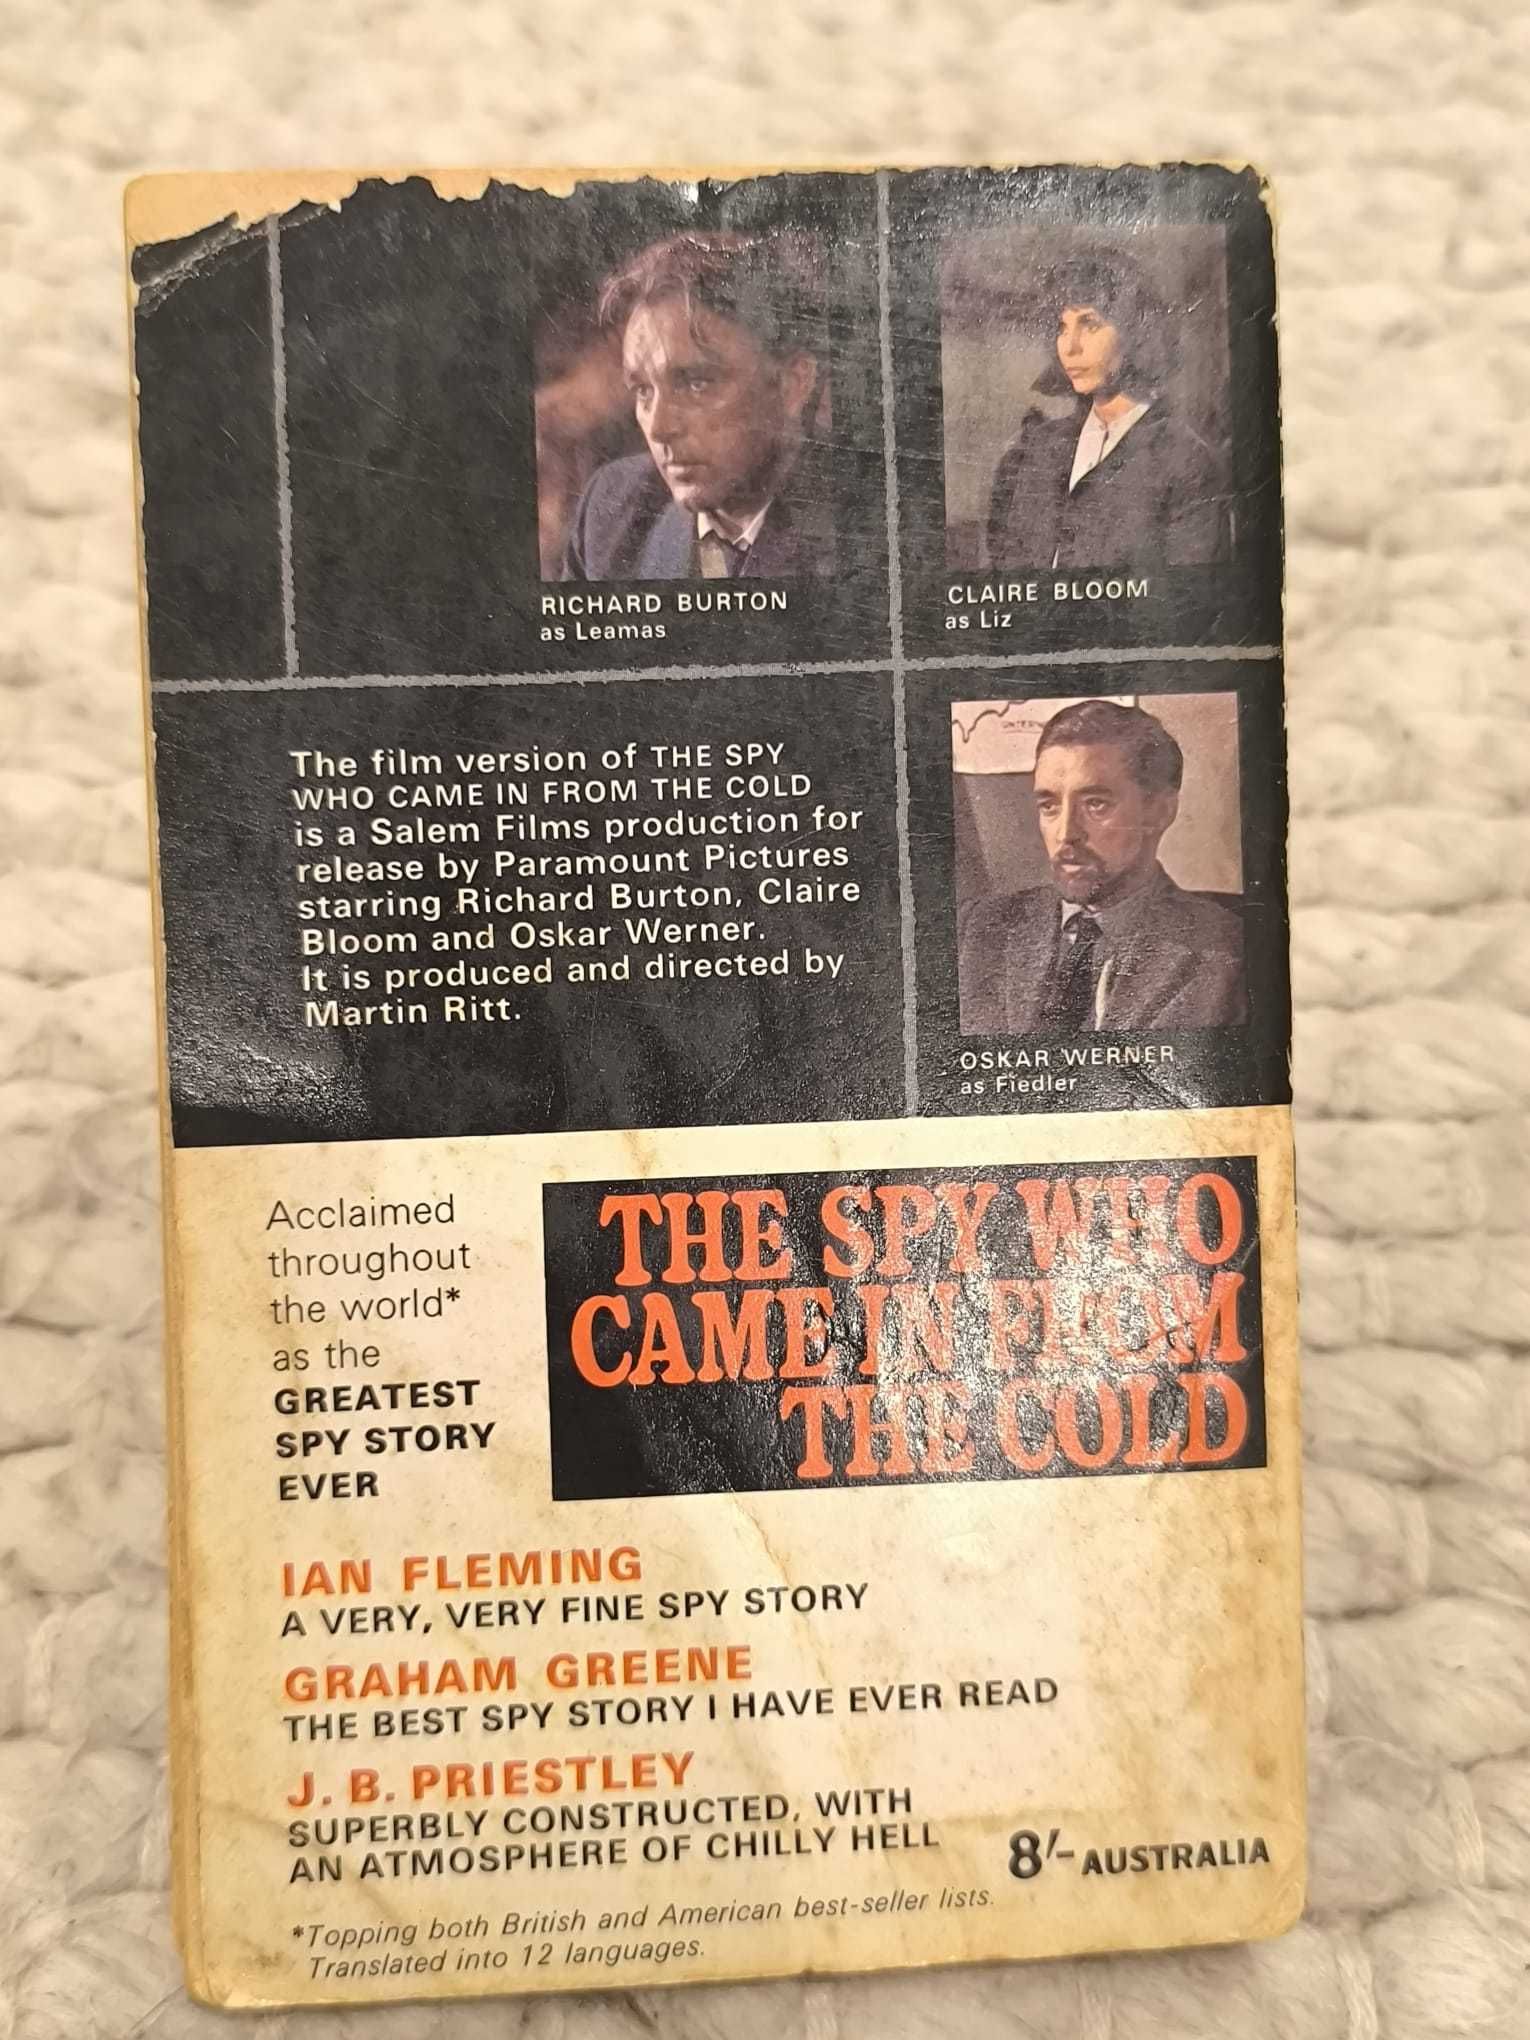 RICHARD BURTON
as Leamas
CLAIRE BLOOM
as Liz
The film version of THE SPY
WHO CAME IN FROM THE COLD
is a Salem Films production for
release by Paramount Pictures
starring Richard Burton, Claire
Bloom and Oskar Werner.
It is produced and directed by
Martin Ritt.
OSKAR WERNER
as Fiedler
Acclaimed
throughout
the world*
as the
GREATEST
SPY STORY
EVER
THE SPY WHO
CAME IN FROM
THE COLD
IAN FLEMING
A VERY, VERY FINE SPY STORY
GRAHAM GREENE
THE BEST SPY STORY I HAVE EVER READ
J. B. PRIESTLEY
SUPERBLY CONSTRUCTED, WITH
AN ATMOSPHERE OF CHILLY HELL
8/- AUSTRALIA
*Topping both British and American best-seller lists.
Translated into 12 languages.